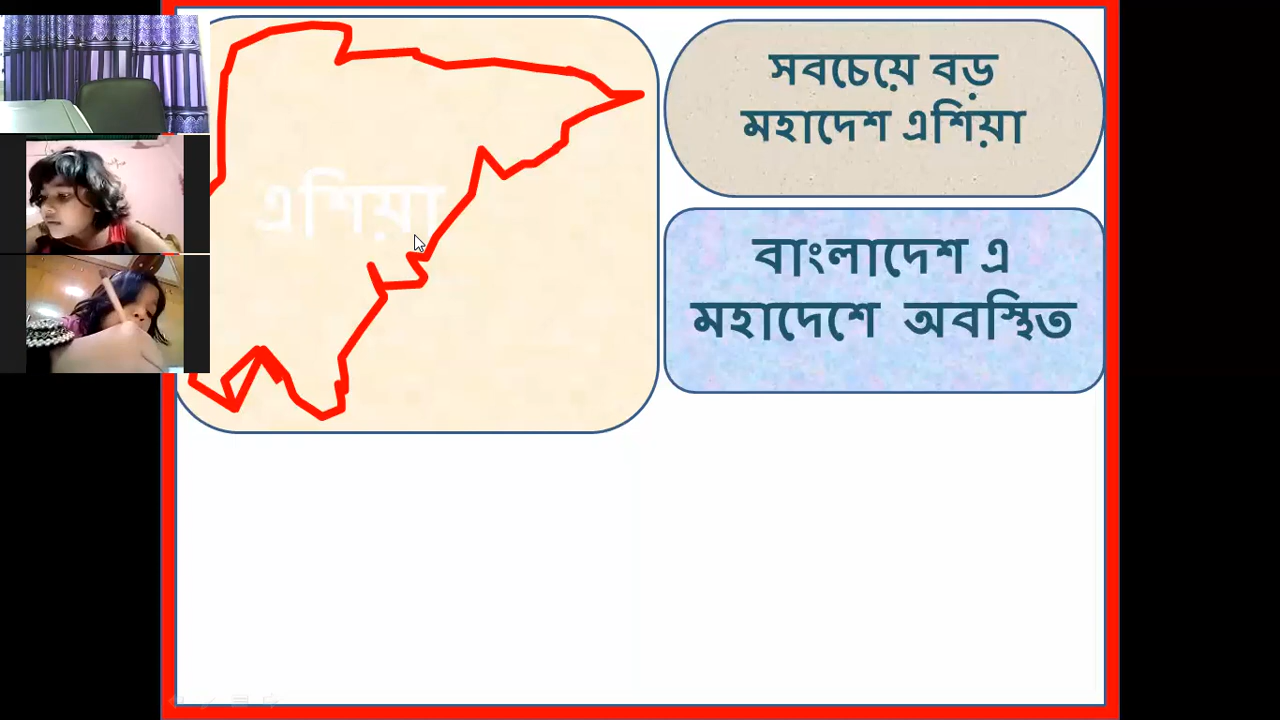 এশিয়া
সবচেয়ে বড়
মহাদেশ এশিয়া
বাংলাদেশ এ
মহাদেশে অবস্থিত